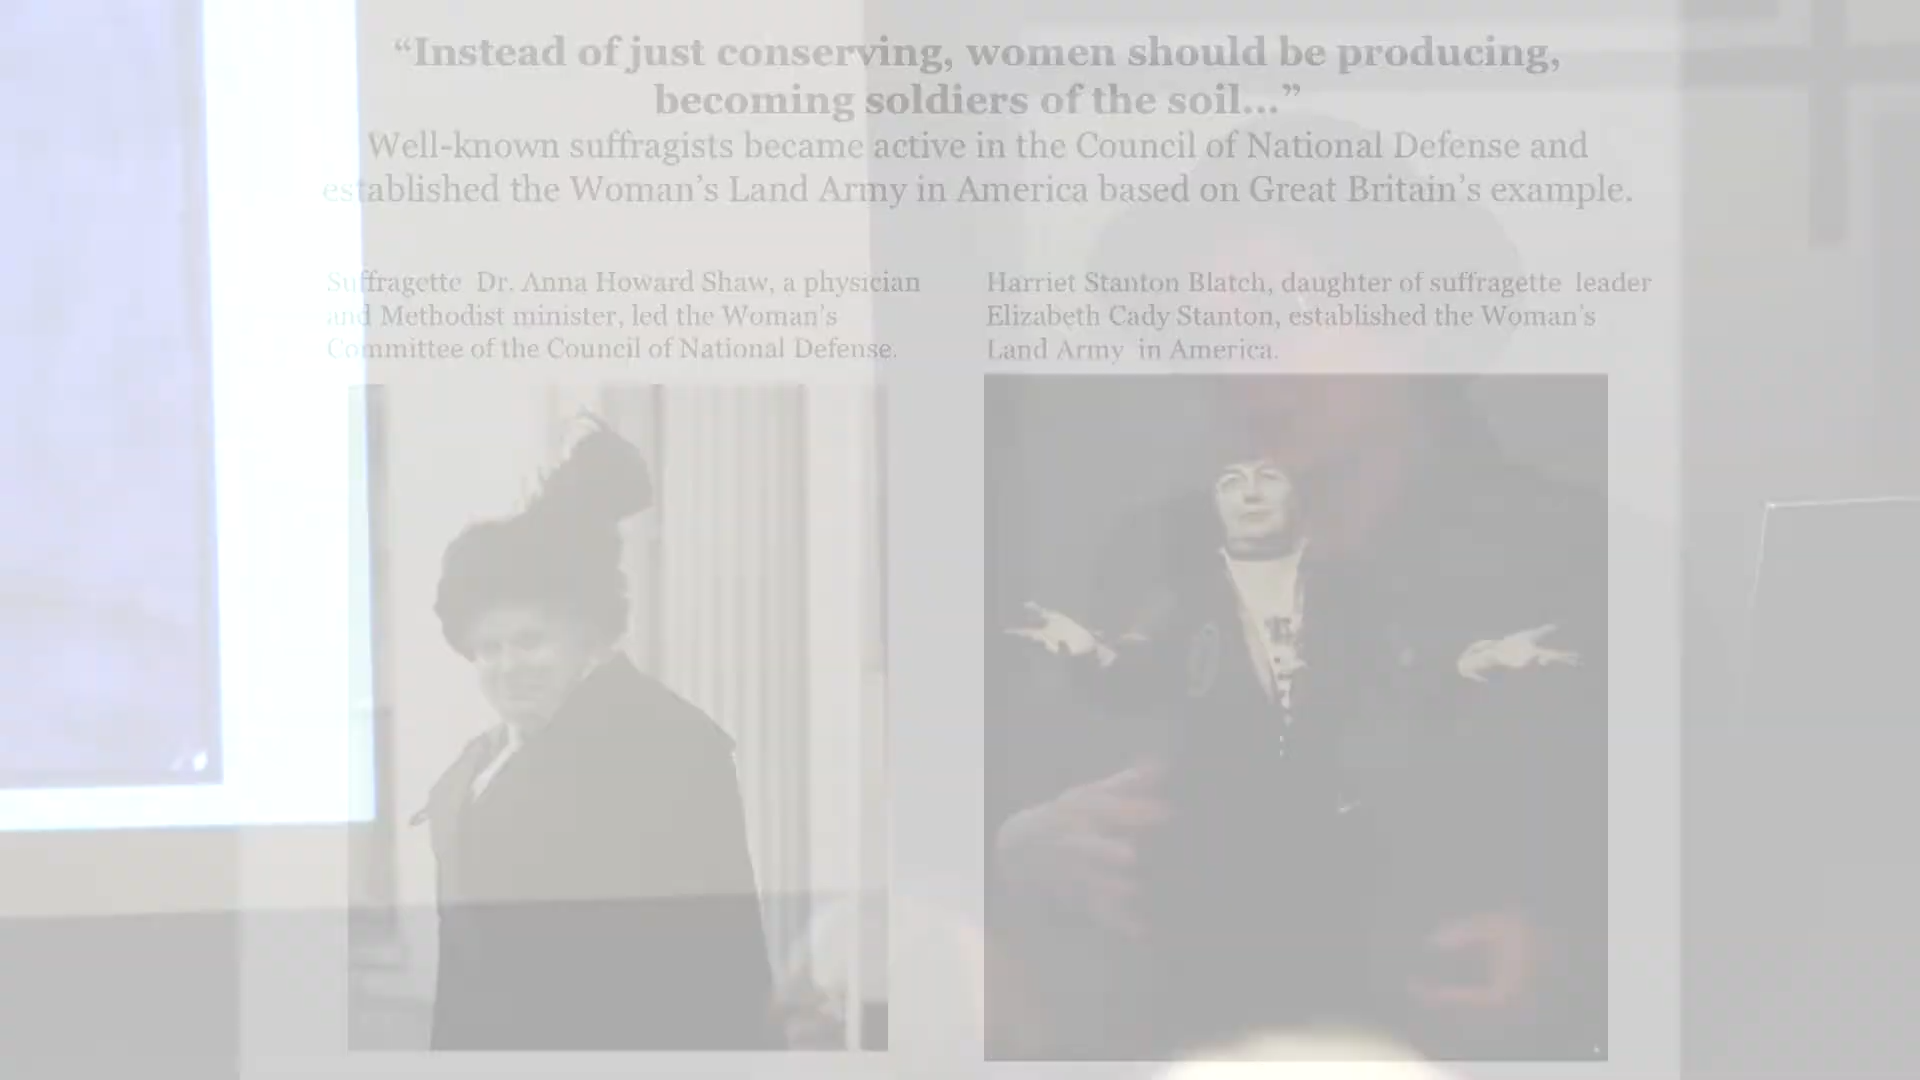 “Instead of just conserving, women should be producing,
becoming soldiers of the soil...”
Well-known suffragists became active in the Council of National Defense and
established the Woman’s Land Army in America based on Great Britain’s example.
Suffragette Dr. Anna Howard Shaw, a physician
and Methodist minister, led the Woman’s
Committee of the Council of National Defense.
Harriet Stanton Blatch, daughter of suffragette leader
Elizabeth Cady Stanton, established the Woman’s
Land Army in America.